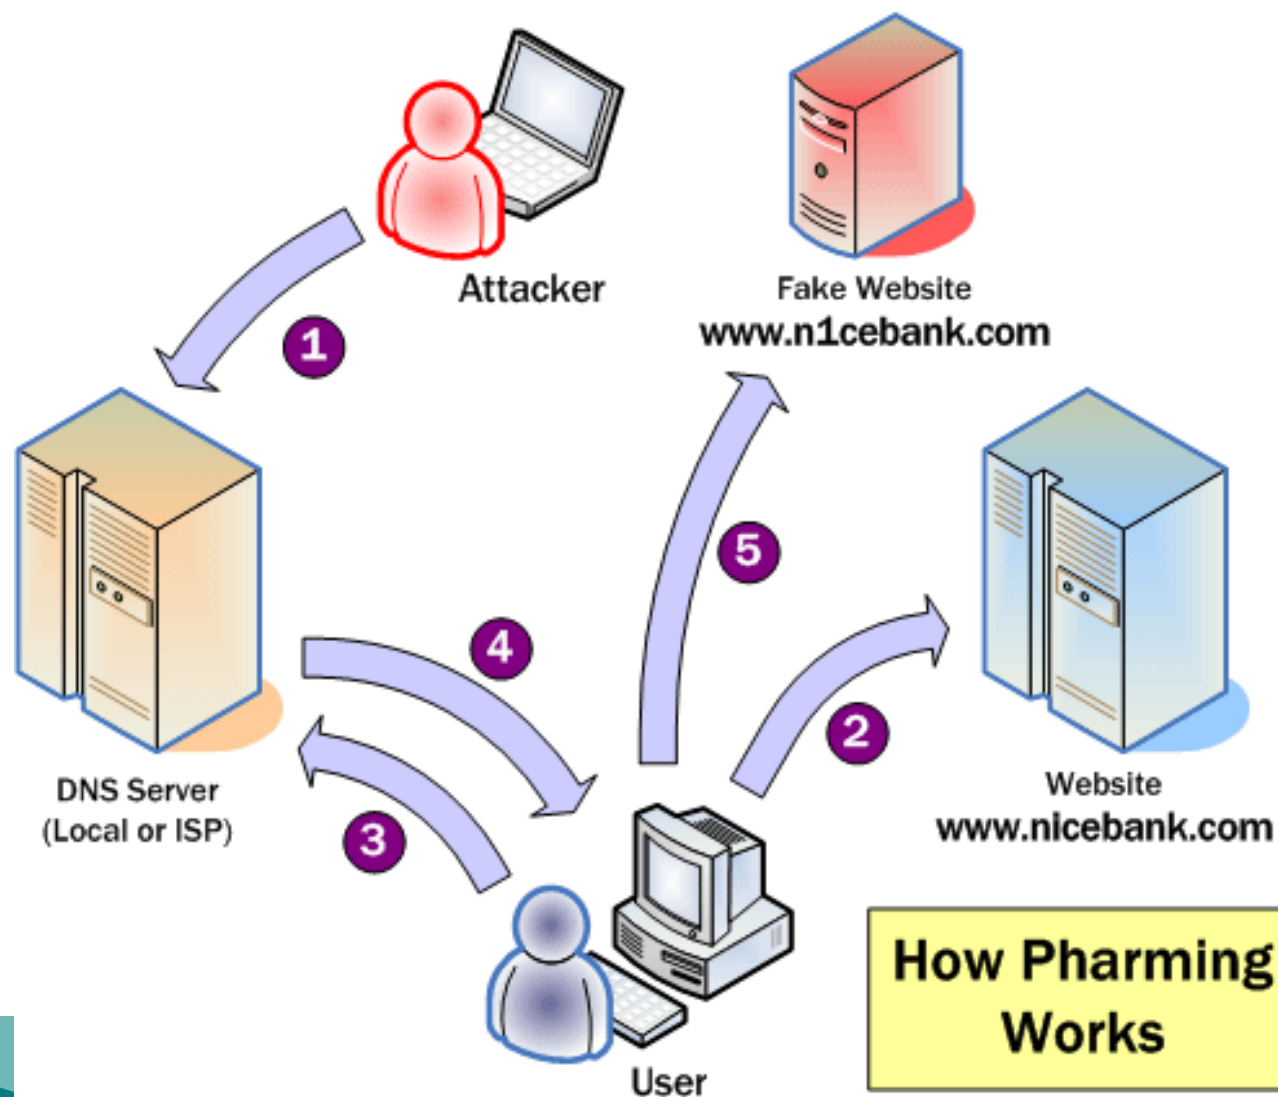 Attacker
Fake Website
www.n1cebank.com
1
5
4
2
3
DNS Server
(Local or ISP)
Website
www.nicebank.com
User
How Pharming
Works